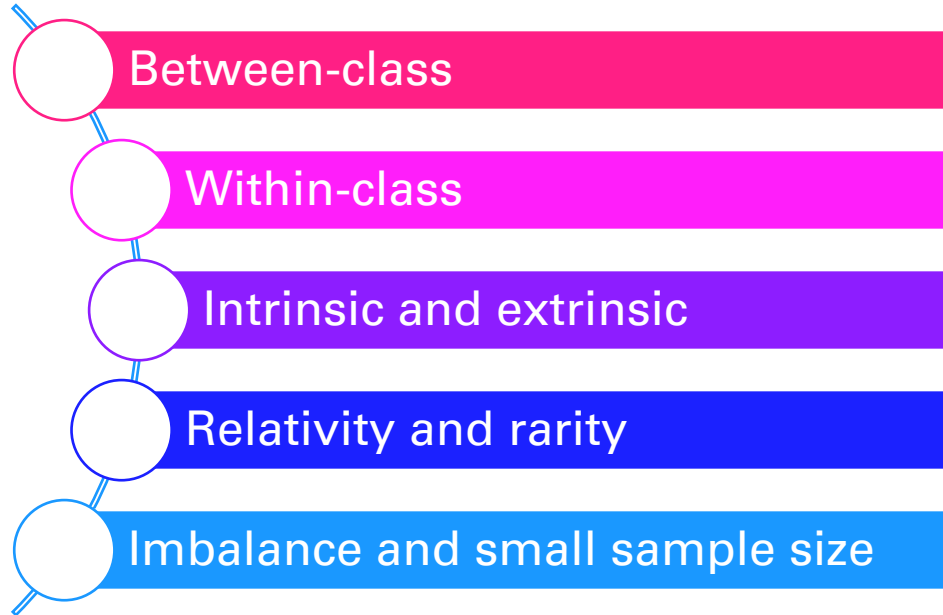 Between-class
Within-class
Intrinsic and extrinsic
Relativity and rarity
Imbalance and small sample size